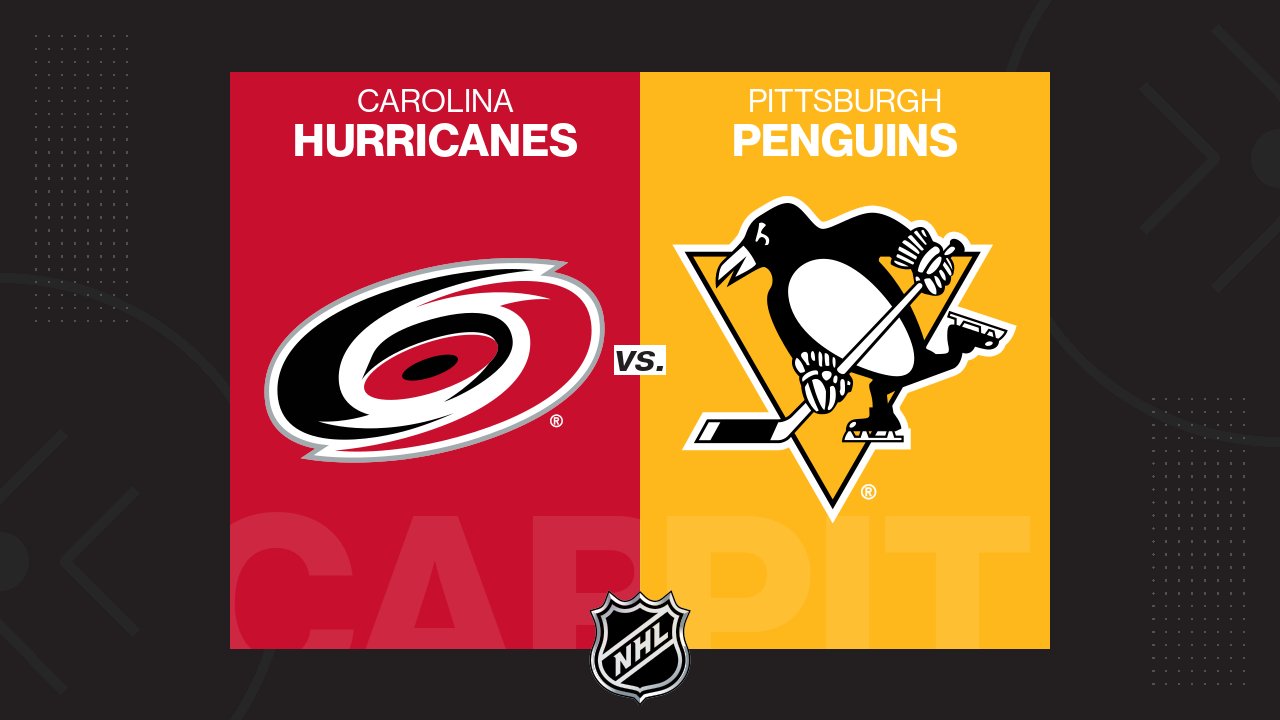 CAROLINA
HURRICANES
PITTSBURGH
PENGUINS
vs.
®
®
CAR
PIT
NHL